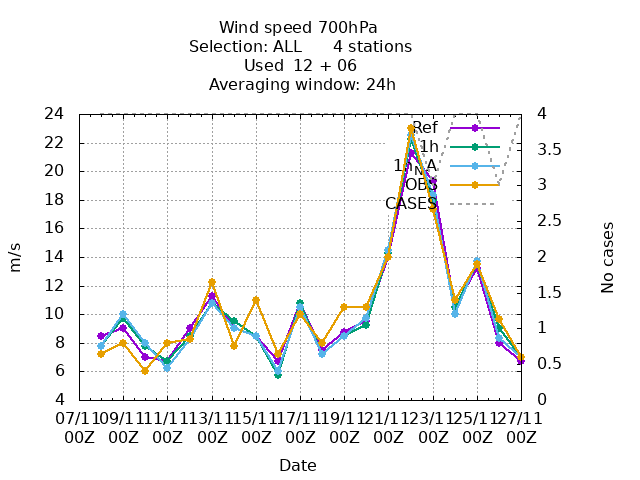 Wind speed 700hPa
Selection: ALL      4 stations
Used  12 + 06
Averaging window: 24h
24
22
20
18
16
14
12
10
8
6
4
4
3.5
3
2.5
2
1.5
1
0.5
0
m/s
No cases
Ref
1h
1h_NA
OBS
CASES
07/11 00Z
09/11 00Z
11/11 00Z
13/11 00Z
15/11 00Z
17/11 00Z
19/11 00Z
21/11 00Z
23/11 00Z
25/11 00Z
27/11 00Z
Date